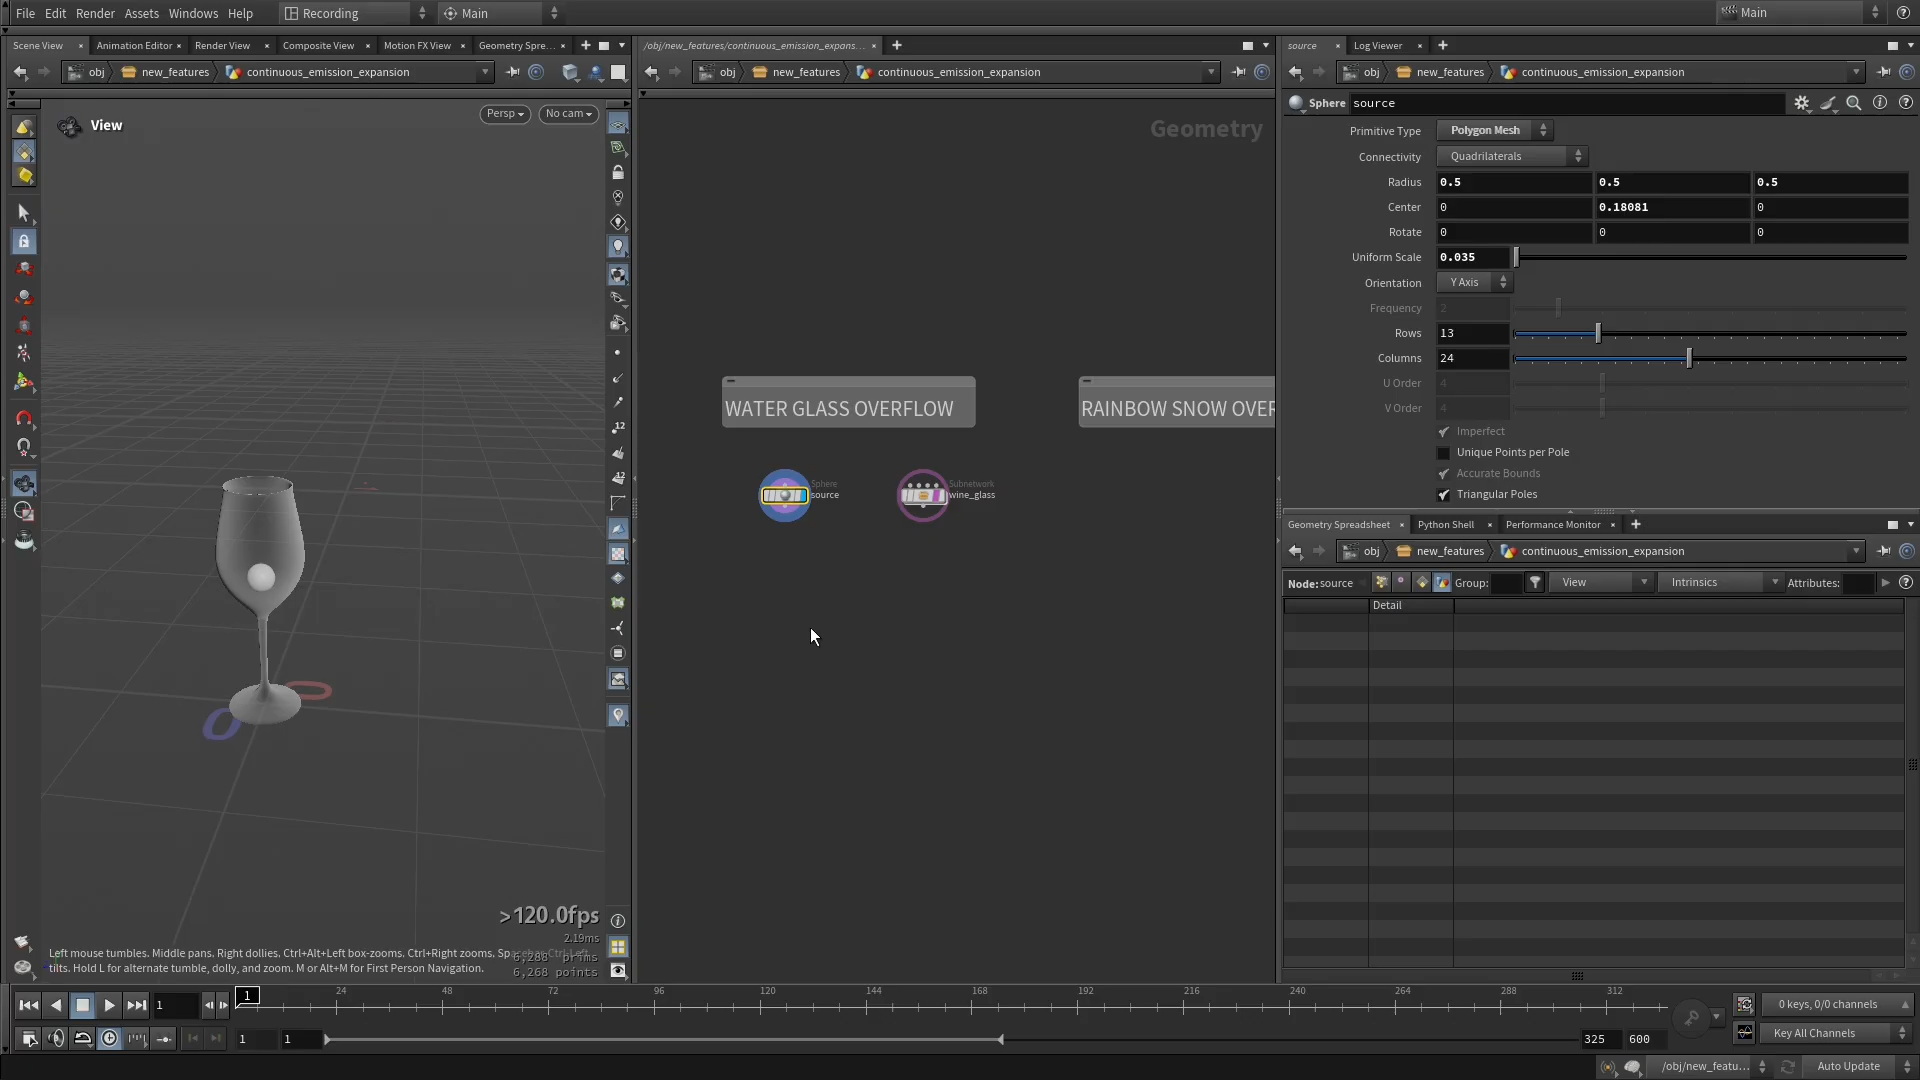 File Edit Render Assets Windows Help Recording Main Main
Scene View Animation Editor Render View Composite View Motion FX View Geometry Spre...
obj new_features continuous_emission_expansion
View
Persp No cam
>120.0fps
2.19ms
6,288 prims
6,268 points
Left mouse tumbles. Middle pans. Right dollies. Ctrl+Alt+Left box-zooms. Ctrl+Right zooms.
tilts. Hold L for alternate tumble, dolly, and zoom. M or Alt+M for First Person Navigation.
/obj/new_features/continuous_emission_expans...
obj new_features continuous_emission_expansion
Geometry
WATER GLASS OVERFLOW
RAINBOW SNOW OVER
Sphere
source
Subnetwork
wine_glass
source Log Viewer
obj new_features continuous_emission_expansion
Sphere source
Primitive Type Polygon Mesh
Connectivity Quadrilaterals
Radius 0.5 0.5 0.5
Center 0 0.18081 0
Rotate 0 0 0
Uniform Scale 0.035
Orientation Y Axis
Frequency 2
Rows 13
Columns 24
U Order 4
V Order 4
Imperfect
Unique Points per Pole
Accurate Bounds
Triangular Poles
Geometry Spreadsheet Python Shell Performance Monitor
obj new_features continuous_emission_expansion
Node: source Group: View Intrinsics Attributes:
Detail
1 1 24 48 72 96 120 144 168 192 216 240 264 288 312 0 keys, 0/0 channels
1 1 325 600 Key All Channels
/obj/new_featu... Auto Update